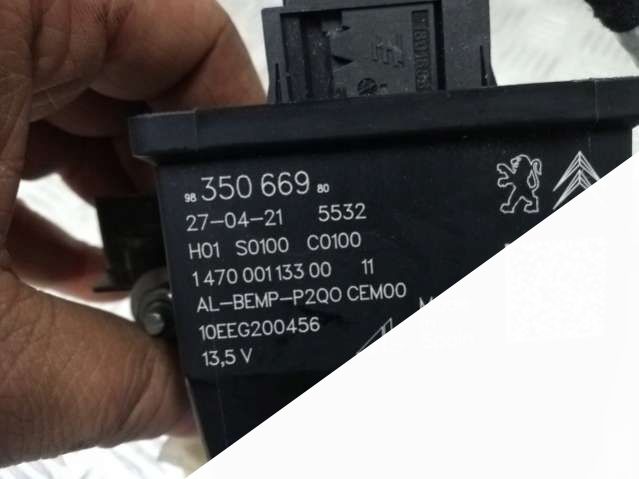 98 350 669 80
27-04-21 5532
H01 S0100 C0100
1 470 001 133 00 11
AL-BEMP-P2Q0 CEM00
10EEG200456
13,5 V